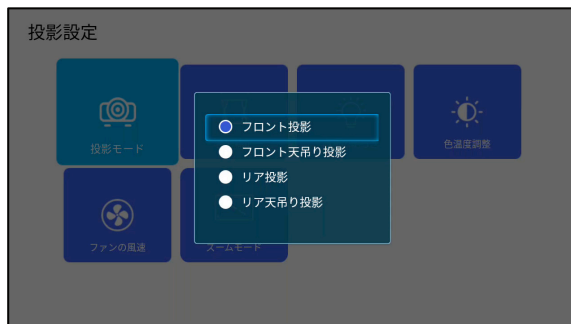 投影設定
投影モード
色温度調整
フロント投影
フロント天吊り投影
リア投影
リア天吊り投影
ファンの風速
ズームモード